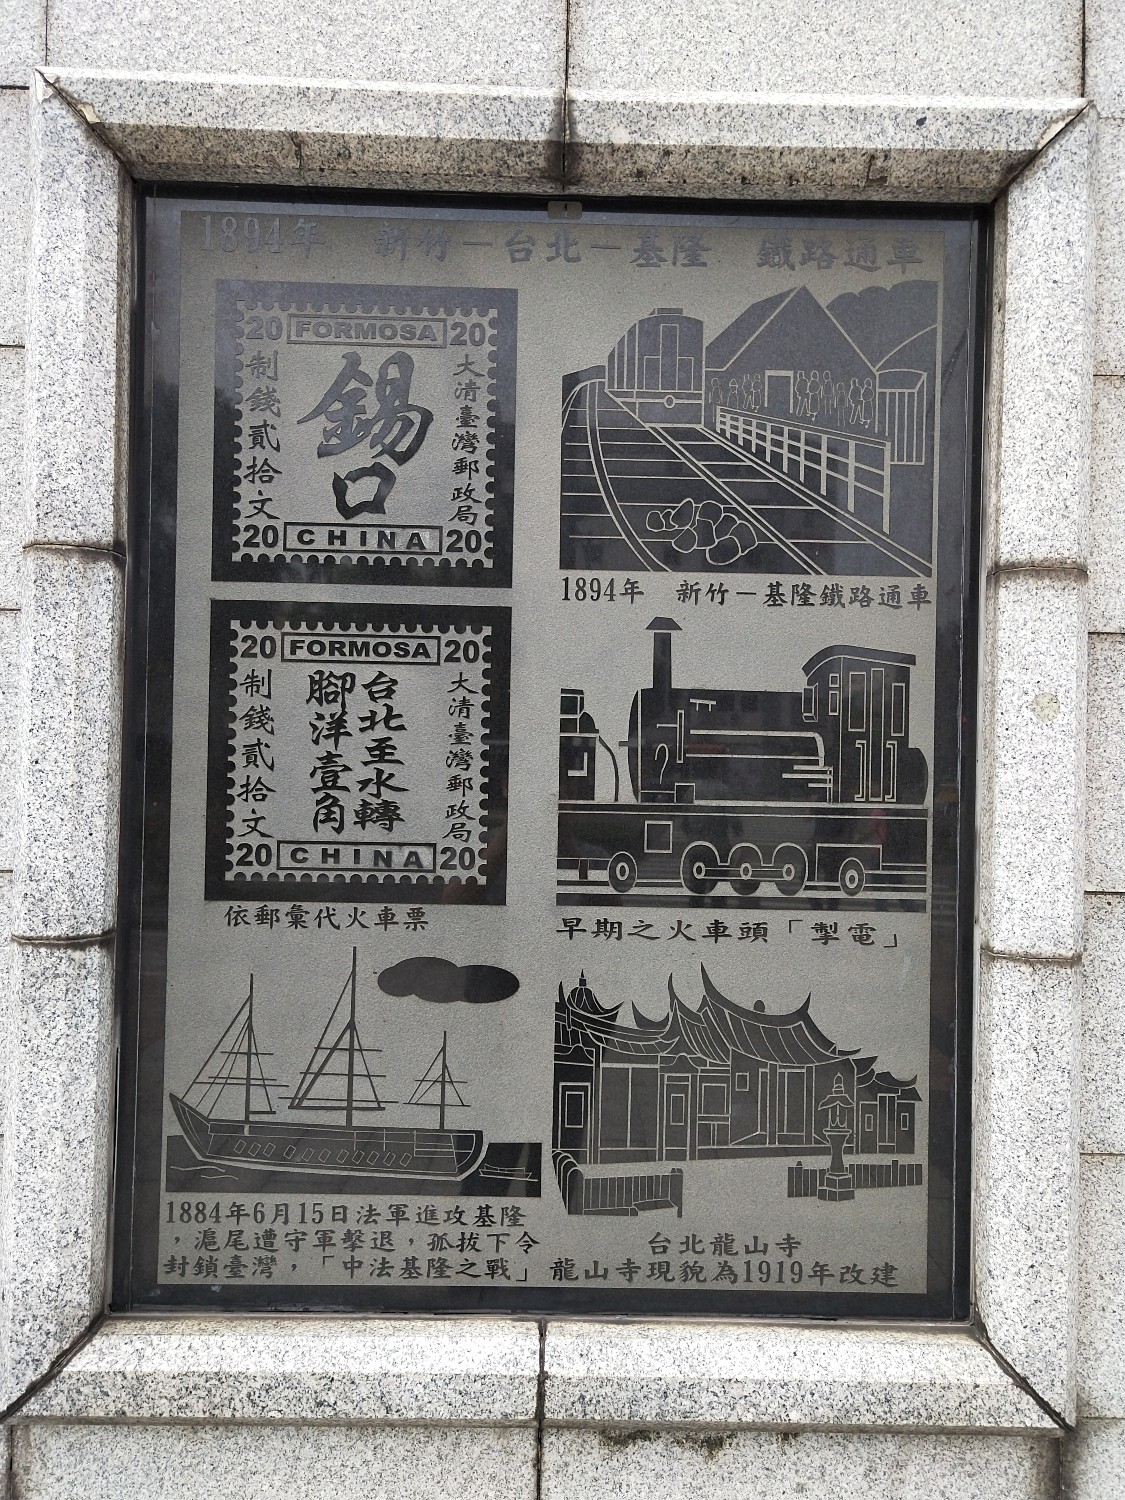 1894年 新竹－台北－基隆 鐵路通車
20 FORMOSA 20
大清臺灣郵政局
錫口
制錢貳拾文
20 CHINA 20
1894年 新竹－基隆鐵路通車
20 FORMOSA 20
大清臺灣郵政局
台北至水轉
腳洋壹角
制錢貳拾文
20 CHINA 20
依郵彙代火車票
早期之火車頭「掣電」
1884年6月15日法軍進攻基隆
，滬尾遭守軍擊退，孤拔下令
封鎖臺灣，「中法基隆之戰」
台北龍山寺
龍山寺現貌為1919年改建